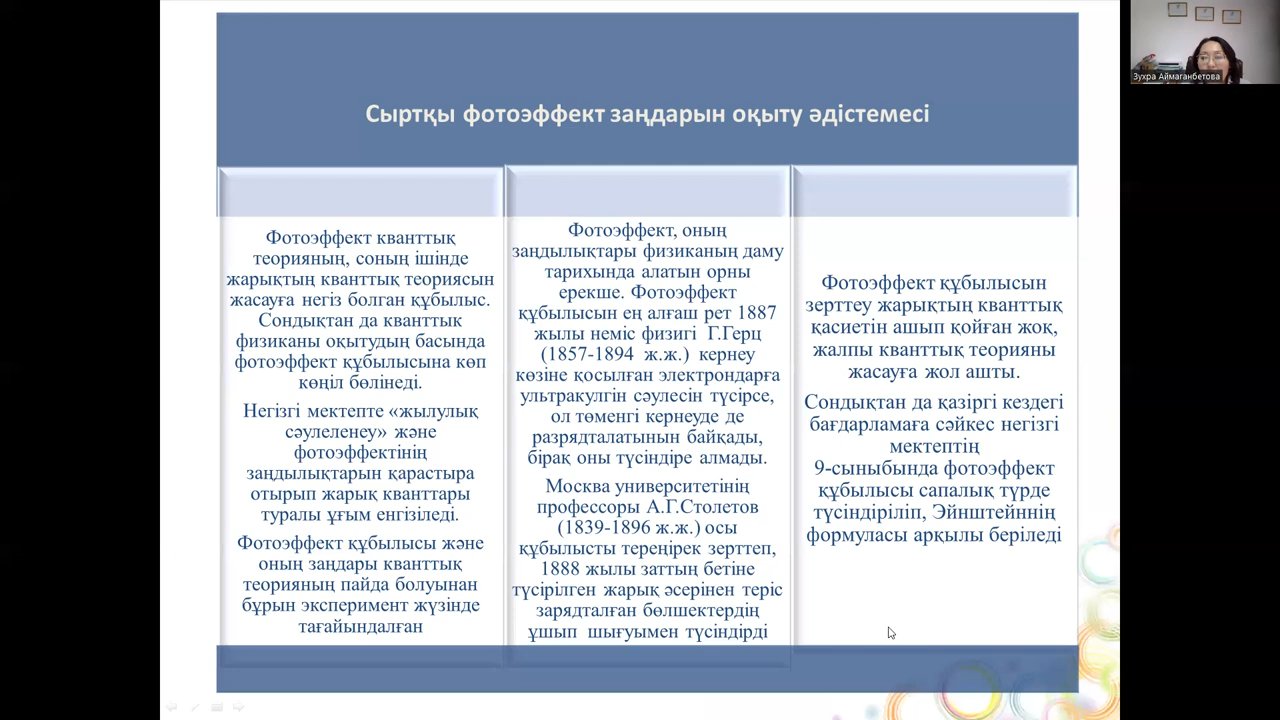 Сыртқы фотоэффект заңдарын оқыту әдістемесі
Фотоэффект кванттық
теорияның, соның ішінде
жарықтың кванттық теориясын
жасауға негіз болған құбылыс.
Сондықтан да кванттык
физиканы оқытудың басында
фотоэффект құбылысына көп
көңіл бөлінеді.
Негізгі мектепте «жылулық
сәулеленеу» және
фотоэффектінің
заңдылықтарын қарастыра
отырып жарық кванттары
туралы ұғым енгізіледі.
Фотоэффект құбылысы және
оның заңдары кванттық
теорияның пайда болуынан
бұрын эксперимент жүзінде
тағайындалған
Фотоэффект, оның
заңдылықтары физиканың даму
тарихында алатын орны
ерекше. Фотоэффект
құбылысын ең алғаш рет 1887
жылы неміс физигі Г.Герц
(1857-1894 ж.ж.) кернеу
көзіне қосылған электрондарға
ультракулгін сәулесін түсірсе,
ол төменгі кернеуде де
разрядталатынын байқады,
бірақ оны түсіндіре алмады.
Москва университетінің
профессоры А.Г.Столетов
(1839-1896 ж.ж.) осы
құбылысты тереңірек зерттеп,
1888 жылы заттың бетіне
түсірілген жарық әсерінен теріс
зарядталған бөлшектердің
ұшып шығуымен түсіндірді
Фотоэффект құбылысын
зерттеу жарықтың кванттық
қасиетін ашып қойған жоқ,
жалпы кванттық теорияны
жасауға жол ашты.
Сондықтан да қазіргі кездегі
бағдарламаға сәйкес негізгі
мектептің
9-сыныбында фотоэффект
құбылысы сапалық түрде
түсіндіріліп, Эйнштейннің
формуласы арқылы беріледі
Зухра Аймаганбетова